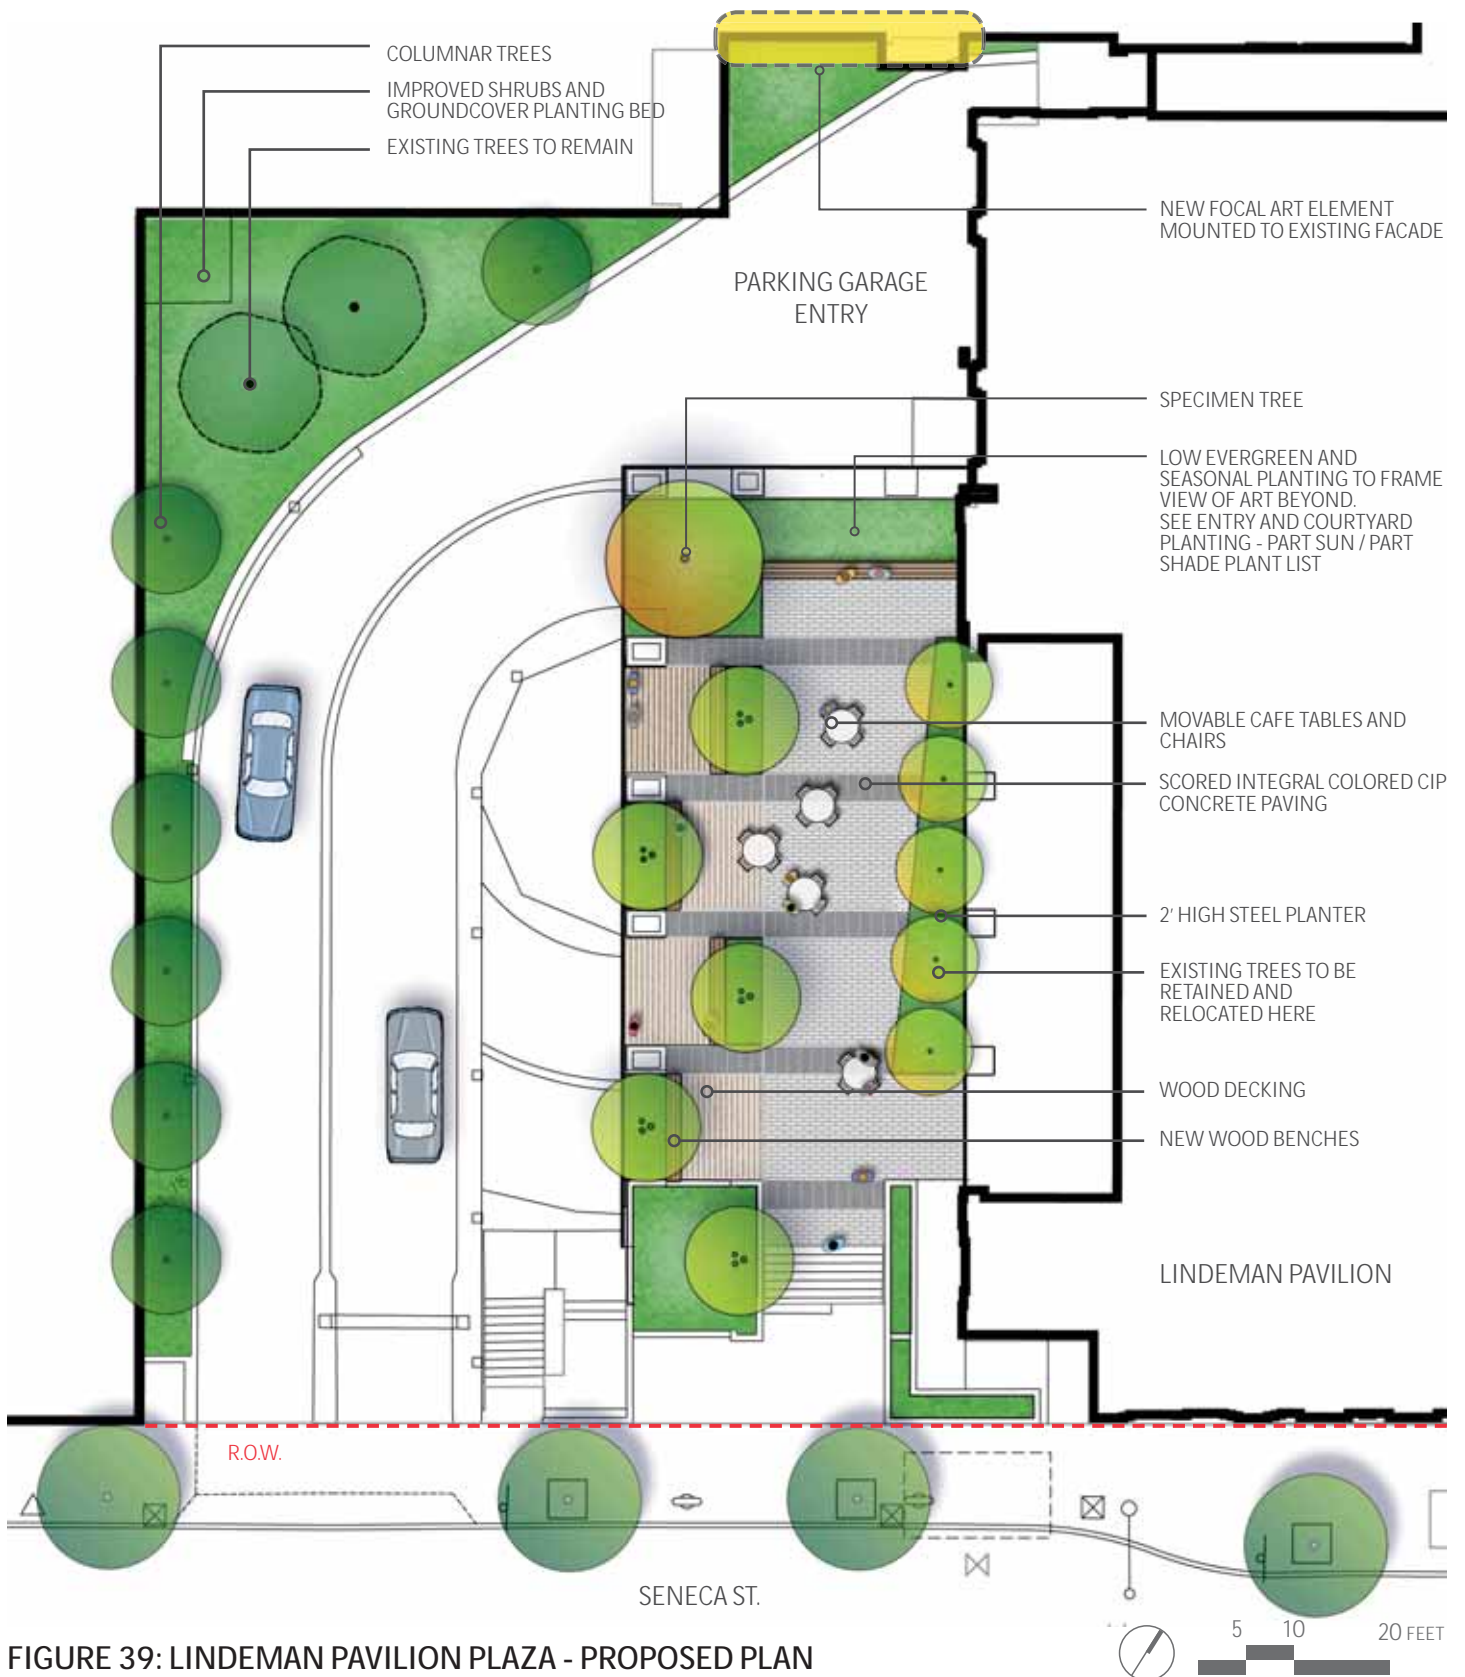 COLUMNAR TREES
IMPROVED SHRUBS AND
GROUNDCOVER PLANTING BED
EXISTING TREES TO REMAIN
NEW FOCAL ART ELEMENT
MOUNTED TO EXISTING FACADE
PARKING GARAGE
ENTRY
SPECIMEN TREE
LOW EVERGREEN AND
SEASONAL PLANTING TO FRAME
VIEW OF ART BEYOND.
SEE ENTRY AND COURTYARD
PLANTING - PART SUN / PART
SHADE PLANT LIST
MOVABLE CAFE TABLES AND
CHAIRS
SCORED INTEGRAL COLORED CIP
CONCRETE PAVING
2' HIGH STEEL PLANTER
EXISTING TREES TO BE
RETAINED AND
RELOCATED HERE
WOOD DECKING
NEW WOOD BENCHES
LINDEMAN PAVILION
R.O.W.
SENECA ST.
5 10 20 FEET
FIGURE 39: LINDEMAN PAVILION PLAZA - PROPOSED PLAN